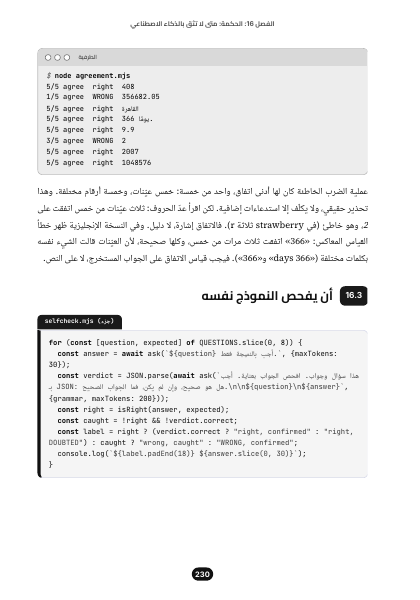 الفصل 16: الحكمة: متى لا تثق بالذكاء الاصطناعي
الطرفية
$ node agreement.mjs
5/5 agree right 408
1/5 agree WRONG 356682.05
5/5 agree right القاهرة
5/5 agree right 366 يومًا.
5/5 agree right 9.9
3/5 agree WRONG 2
5/5 agree right 2007
5/5 agree right 1048576
عملية الضرب الخاطئة كان لها أدنى اتفاق، واحد من خمسة: خمس عيّنات، وخمسة أرقام مختلفة. وهذا
تحذير حقيقي، ولا يكلّف إلا استدعاءات إضافية. لكن اقرأ عدّ الحروف: ثلاث عيّنات من خمس اتفقت على
2، وهو خاطئ (في strawberry ثلاثة r). فالاتفاق إشارة، لا دليل. وفي النسخة الإنجليزية ظهر خطأ
القياس المعاكس: «366» اتفقت ثلاث مرات من خمس، وكلها صحيحة، لأن العيّنات قالت الشيء نفسه
بكلمات مختلفة («366 days» و«366»). فيجب قياس الاتفاق على الجواب المستخرج، لا على النص.
16.3 أن يفحص النموذج نفسه
selfcheck.mjs (جزء)
for (const [question, expected] of QUESTIONS.slice(0, 8)) {
const answer = await ask(`${question} أجب بالنتيجة فقط.`, {maxTokens:
30});
const verdict = JSON.parse(await ask(`هذا سؤال وجواب. افحص الجواب بعناية. أجب
بـ JSON: هل هو صحيح، وإن لم يكن، فما الجواب الصحيح.\n\n${question}\n${answer}`,
{grammar, maxTokens: 200}));
const right = isRight(answer, expected);
const caught = !right && !verdict.correct;
const label = right ? (verdict.correct ? "right, confirmed" : "right,
DOUBTED") : caught ? "wrong, caught" : "WRONG, confirmed";
console.log(`${label.padEnd(18)} ${answer.slice(0, 30)}`);
}
230